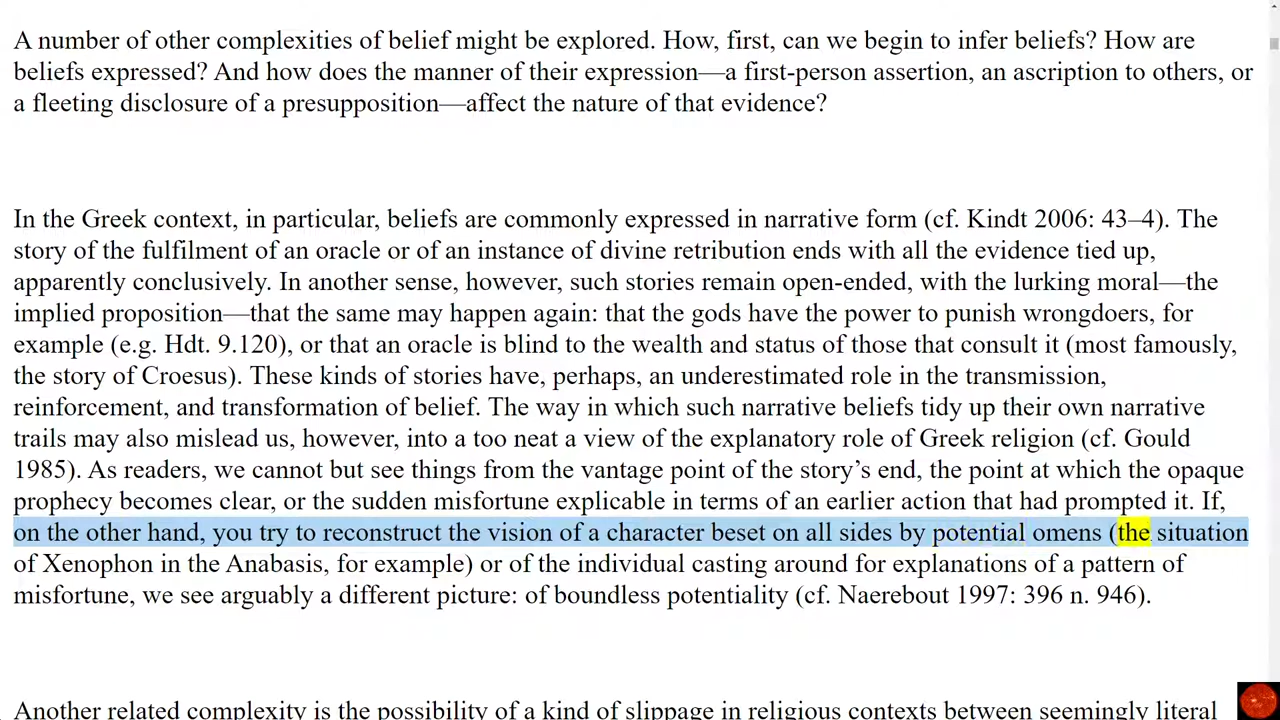 A number of other complexities of belief might be explored. How, first, can we begin to infer beliefs? How are
beliefs expressed? And how does the manner of their expression—a first-person assertion, an ascription to others, or
a fleeting disclosure of a presupposition—affect the nature of that evidence?
In the Greek context, in particular, beliefs are commonly expressed in narrative form (cf. Kindt 2006: 43–4). The
story of the fulfilment of an oracle or of an instance of divine retribution ends with all the evidence tied up,
apparently conclusively. In another sense, however, such stories remain open-ended, with the lurking moral—the
implied proposition—that the same may happen again: that the gods have the power to punish wrongdoers, for
example (e.g. Hdt. 9.120), or that an oracle is blind to the wealth and status of those that consult it (most famously,
the story of Croesus). These kinds of stories have, perhaps, an underestimated role in the transmission,
reinforcement, and transformation of belief. The way in which such narrative beliefs tidy up their own narrative
trails may also mislead us, however, into a too neat a view of the explanatory role of Greek religion (cf. Gould
1985). As readers, we cannot but see things from the vantage point of the story’s end, the point at which the opaque
prophecy becomes clear, or the sudden misfortune explicable in terms of an earlier action that had prompted it. If,
on the other hand, you try to reconstruct the vision of a character beset on all sides by potential omens (the situation
of Xenophon in the Anabasis, for example) or of the individual casting around for explanations of a pattern of
misfortune, we see arguably a different picture: of boundless potentiality (cf. Naerebout 1997: 396 n. 946).
Another related complexity is the possibility of a kind of slippage in religious contexts between seemingly literal